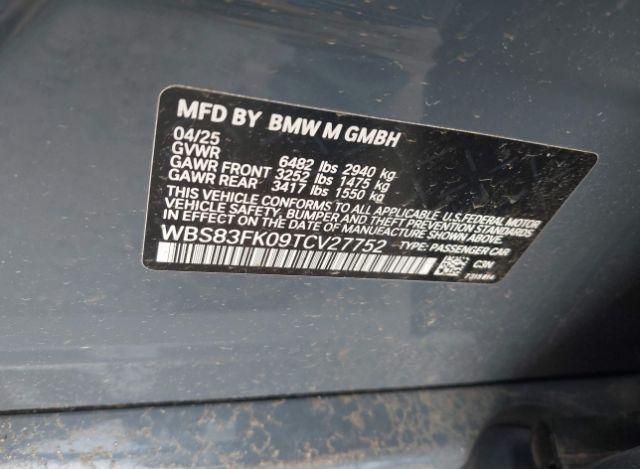 MFD BY BMW M GMBH
04/25
GVWR 6482 lbs 2940 kg
GAWR FRONT 3252 lbs 1475 kg
GAWR REAR 3417 lbs 1550 kg
THIS VEHICLE CONFORMS TO ALL APPLICABLE U.S. FEDERAL MOTOR
VEHICLE SAFETY, BUMPER AND THEFT PREVENTION STANDARDS
IN EFFECT ON THE DATE OF MANUFACTURE SHOWN ABOVE.
WBS83FK09TCV27752 TYPE: PASSENGER CAR
C3N